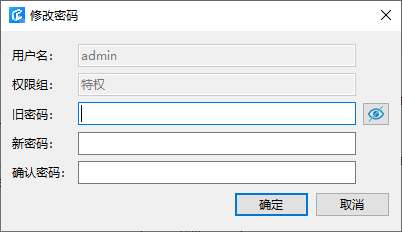 修改密码
用户名： admin
权限组： 特权
旧密码：
新密码：
确认密码：
确定 取消